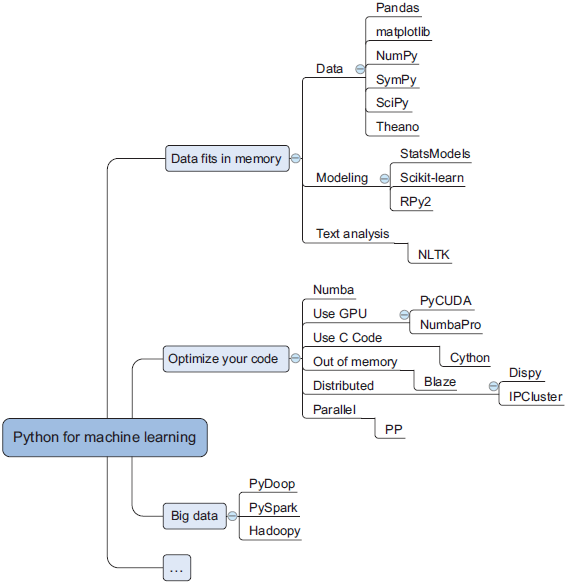 Pandas
matplotlib
NumPy
Data
SymPy
SciPy
Theano
Data fits in memory
StatsModels
Modeling
Scikit-learn
RPy2
Text analysis
NLTK
Numba
PyCUDA
Use GPU
NumbaPro
Use C Code
Cython
Optimize your code
Out of memory
Blaze
Dispy
Distributed
IPCluster
Parallel
PP
Python for machine learning
PyDoop
Big data
PySpark
Hadoopy
...